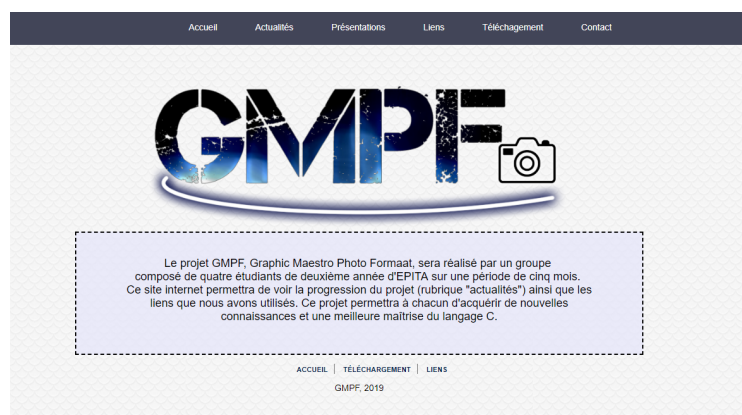 Accueil Actualités Présentations Liens Téléchagement Contact
GMPF
Le projet GMPF, Graphic Maestro Photo Formaat, sera réalisé par un groupe
composé de quatre étudiants de deuxième année d'EPITA sur une période de cinq mois.
Ce site internet permettra de voir la progression du projet (rubrique "actualités") ainsi que les
liens que nous avons utilisés. Ce projet permettra à chacun d'acquérir de nouvelles
connaissances et une meilleure maîtrise du langage C.
ACCUEIL | TÉLÉCHARGEMENT | LIENS
GMPF, 2019